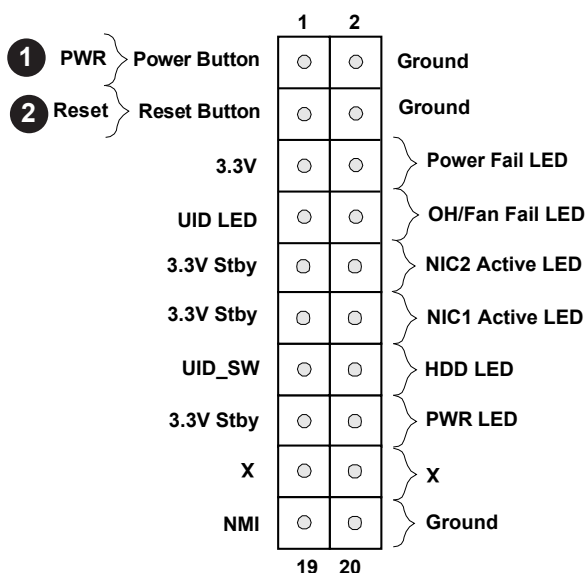 1 2
1 PWR Power Button Ground
2 Reset Reset Button Ground
3.3V Power Fail LED
UID LED OH/Fan Fail LED
3.3V Stby NIC2 Active LED
3.3V Stby NIC1 Active LED
UID_SW HDD LED
3.3V Stby PWR LED
X X
NMI Ground
19 20